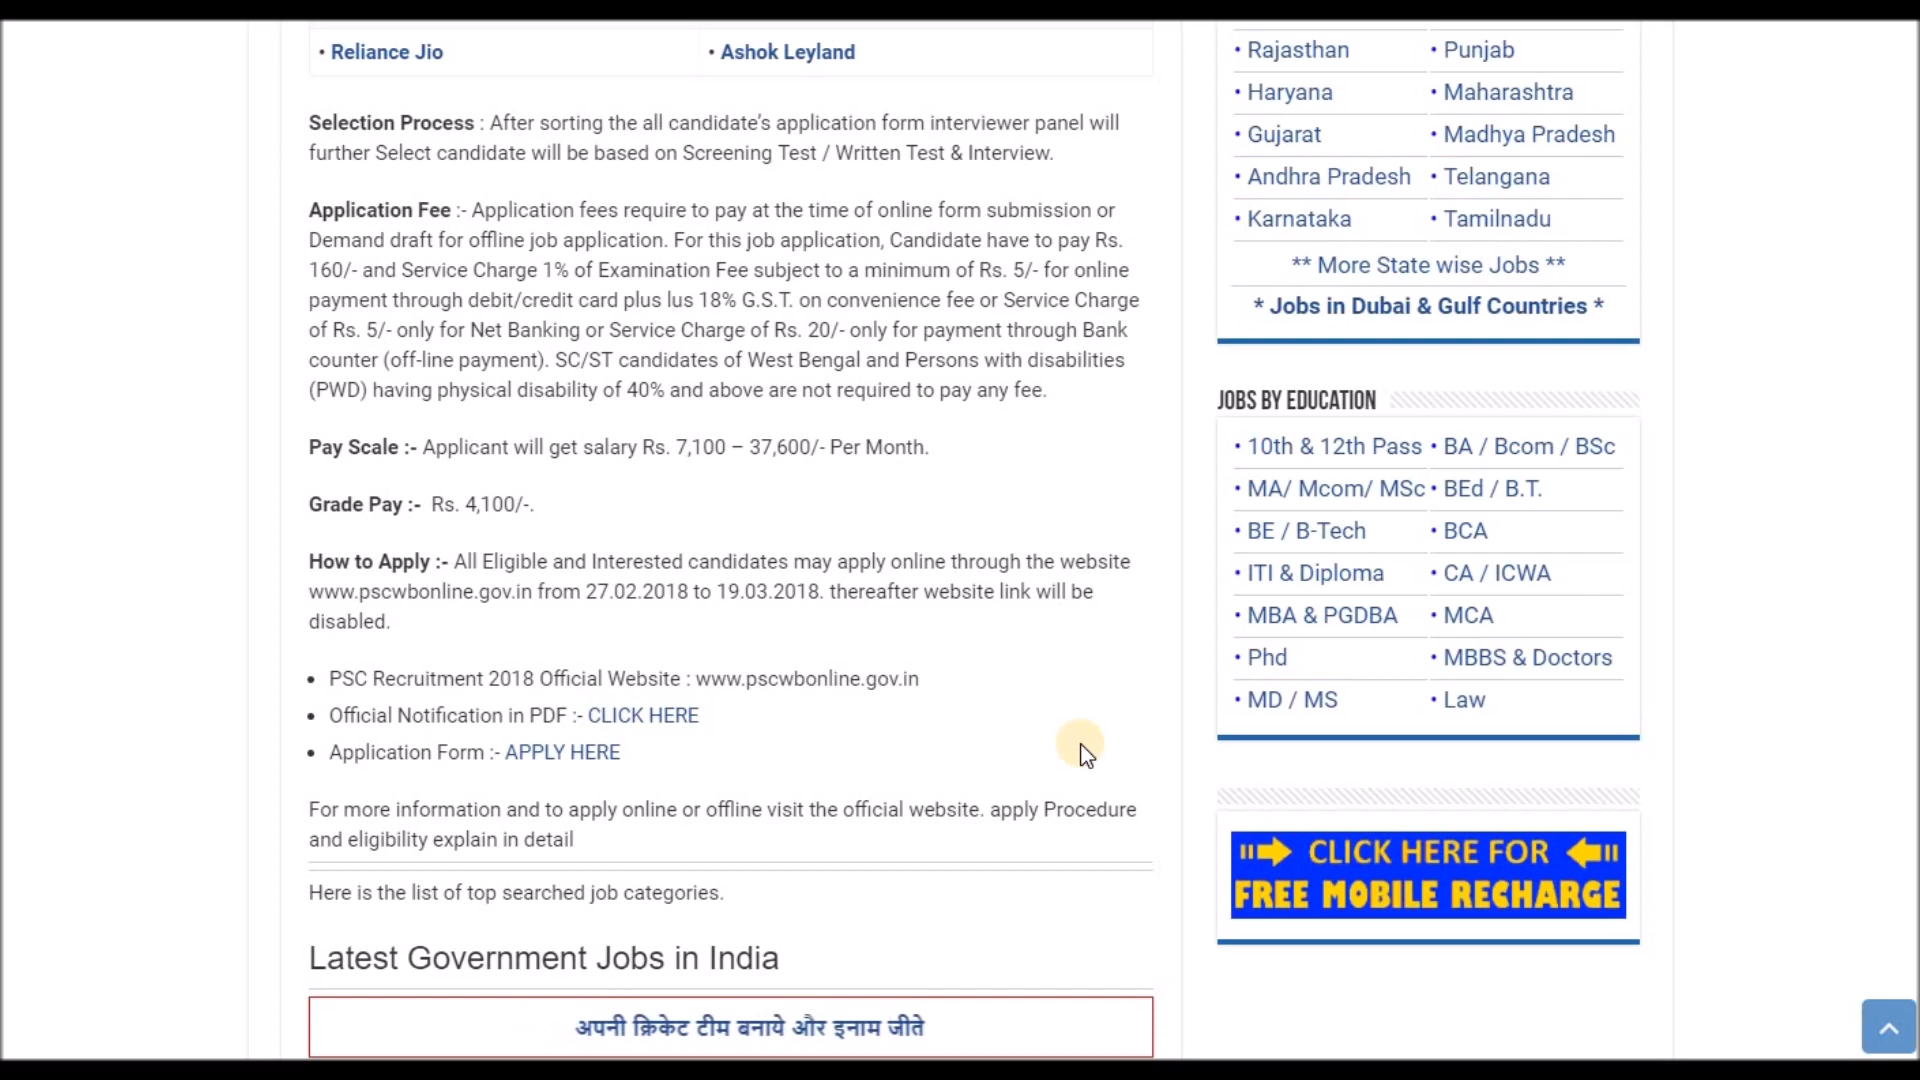 • Reliance Jio • Ashok Leyland
Selection Process : After sorting the all candidate’s application form interviewer panel will
further Select candidate will be based on Screening Test / Written Test & Interview.
Application Fee :- Application fees require to pay at the time of online form submission or
Demand draft for offline job application. For this job application, Candidate have to pay Rs.
160/- and Service Charge 1% of Examination Fee subject to a minimum of Rs. 5/- for online
payment through debit/credit card plus lus 18% G.S.T. on convenience fee or Service Charge
of Rs. 5/- only for Net Banking or Service Charge of Rs. 20/- only for payment through Bank
counter (off-line payment). SC/ST candidates of West Bengal and Persons with disabilities
(PWD) having physical disability of 40% and above are not required to pay any fee.
Pay Scale :- Applicant will get salary Rs. 7,100 – 37,600/- Per Month.
Grade Pay :- Rs. 4,100/-.
How to Apply :- All Eligible and Interested candidates may apply online through the website
www.pscwbonline.gov.in from 27.02.2018 to 19.03.2018. thereafter website link will be
disabled.
• PSC Recruitment 2018 Official Website : www.pscwbonline.gov.in
• Official Notification in PDF :- CLICK HERE
• Application Form :- APPLY HERE
For more information and to apply online or offline visit the official website. apply Procedure
and eligibility explain in detail
Here is the list of top searched job categories.
Latest Government Jobs in India
अपनी क्रिकेट टीम बनाये और इनाम जीते
• Rajasthan • Punjab
• Haryana • Maharashtra
• Gujarat • Madhya Pradesh
• Andhra Pradesh • Telangana
• Karnataka • Tamilnadu
** More State wise Jobs **
* Jobs in Dubai & Gulf Countries *
JOBS BY EDUCATION
• 10th & 12th Pass • BA / Bcom / BSc
• MA/ Mcom/ MSc • BEd / B.T.
• BE / B-Tech • BCA
• ITI & Diploma • CA / ICWA
• MBA & PGDBA • MCA
• Phd • MBBS & Doctors
• MD / MS • Law
CLICK HERE FOR
FREE MOBILE RECHARGE